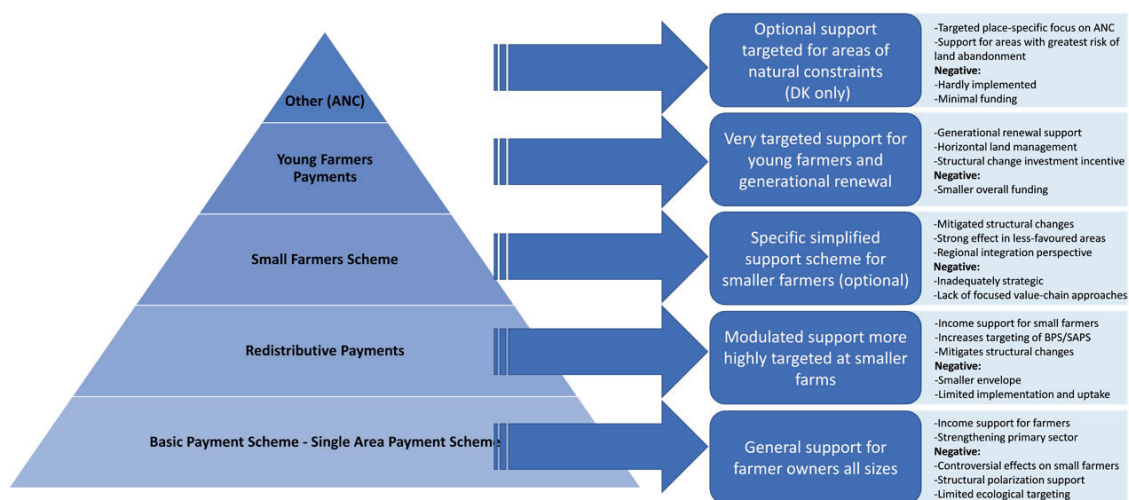 Other (ANC)
Optional support
targeted for areas of
natural constraints
(DK only)
-Targeted place-specific focus on ANC
-Support for areas with greatest risk of
land abandonment
Negative:
-Hardly implemented
-Minimal funding
Young Farmers
Payments
Very targeted support for
young farmers and
generational renewal
-Generational renewal support
-Horizontal land management
-Structural change investment incentive
Negative:
-Smaller overall funding
Small Farmers Scheme
Specific simplified
support scheme for
smaller farmers (optional)
-Mitigated structural changes
-Strong effect in less-favoured areas
-Regional integration perspective
Negative:
-Inadequately strategic
-Lack of focused value-chain approaches
Redistributive Payments
Modulated support more
highly targeted at smaller
farms
-Income support for small farmers
-Increases targeting of BPS/SAPS
-Mitigates structural changes
Negative:
-Smaller envelope
-Limited implementation and uptake
Basic Payment Scheme - Single Area Payment Scheme
General support for
farmer owners all sizes
-Income support for farmers
-Strengthening primary sector
Negative:
-Controversial effects on small farmers
-Structural polarization support
-Limited ecological targeting